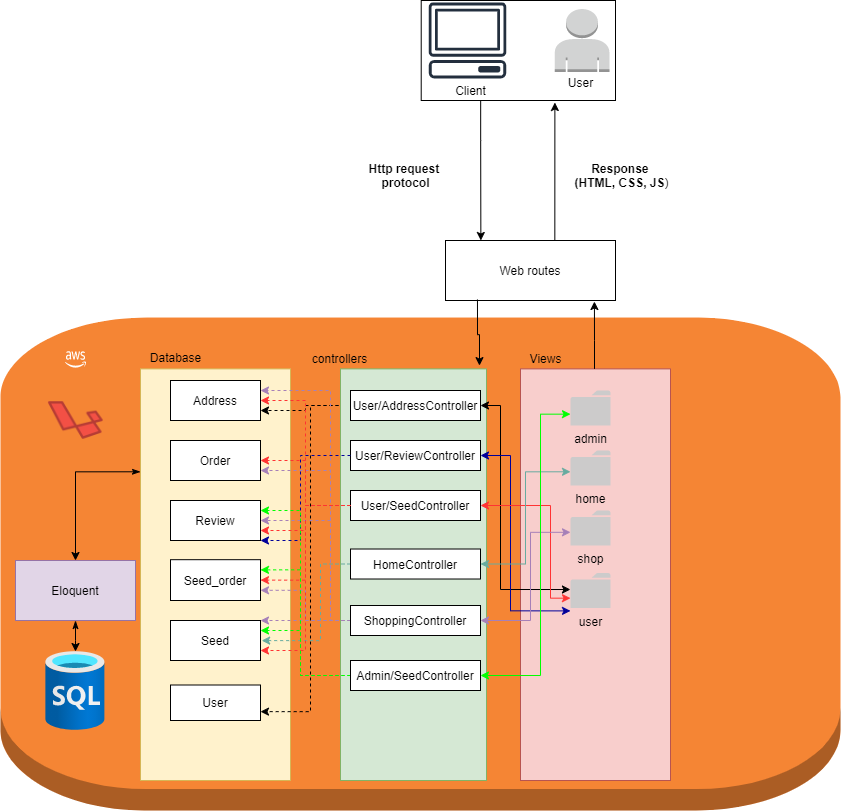 Client
User
Http request
protocol
Response
(HTML, CSS, JS)
Web routes
aws
Database
controllers
Views
Address
Order
Review
Seed_order
Seed
User
User/AddressController
User/ReviewController
User/SeedController
HomeController
ShoppingController
Admin/SeedController
admin
home
shop
user
Eloquent
SQL